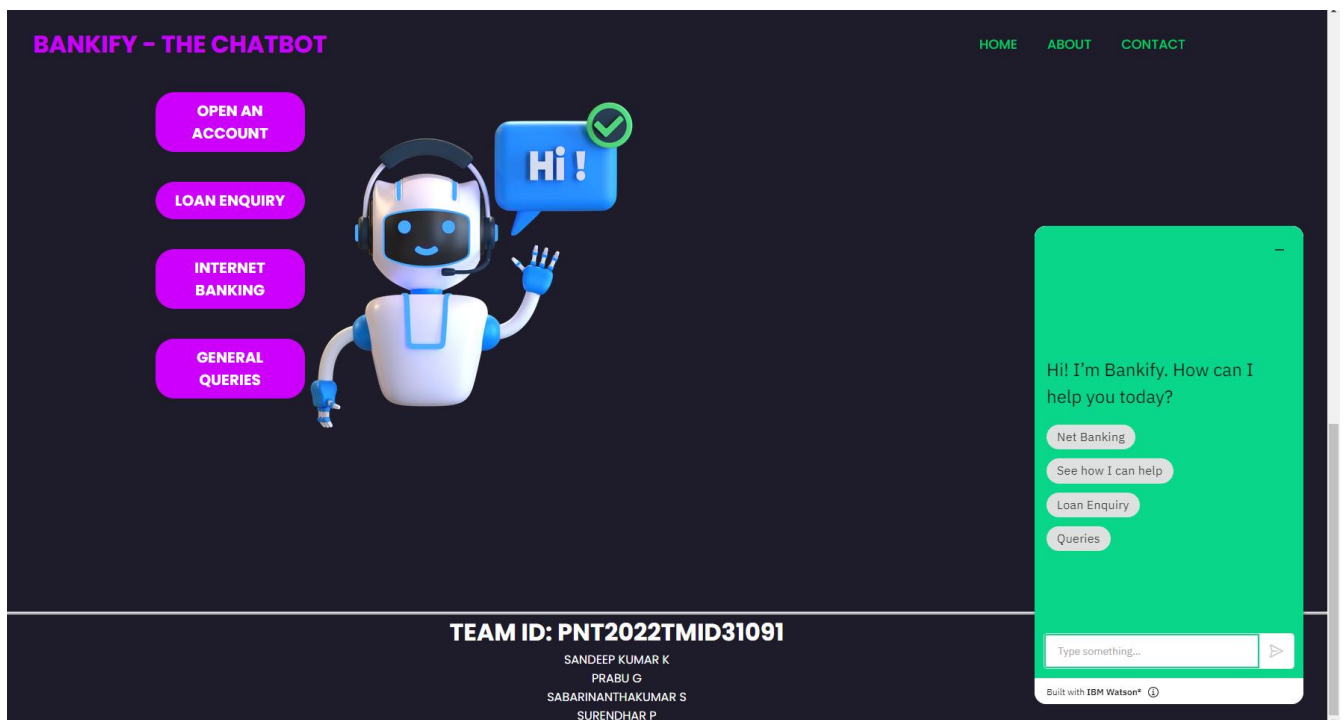 BANKIFY - THE CHATBOT
HOME
ABOUT
CONTACT
OPEN AN
ACCOUNT
LOAN ENQUIRY
INTERNET
BANKING
GENERAL
QUERIES
Hi !
Hi! I'm Bankify. How can I
help you today?
Net Banking
See how I can help
Loan Enquiry
Queries
Type something...
Built with IBM Watson®
TEAM ID: PNT2022TMID31091
SANDEEP KUMAR K
PRABU G
SABARINANTHAKUMAR S
SURENDHAR P